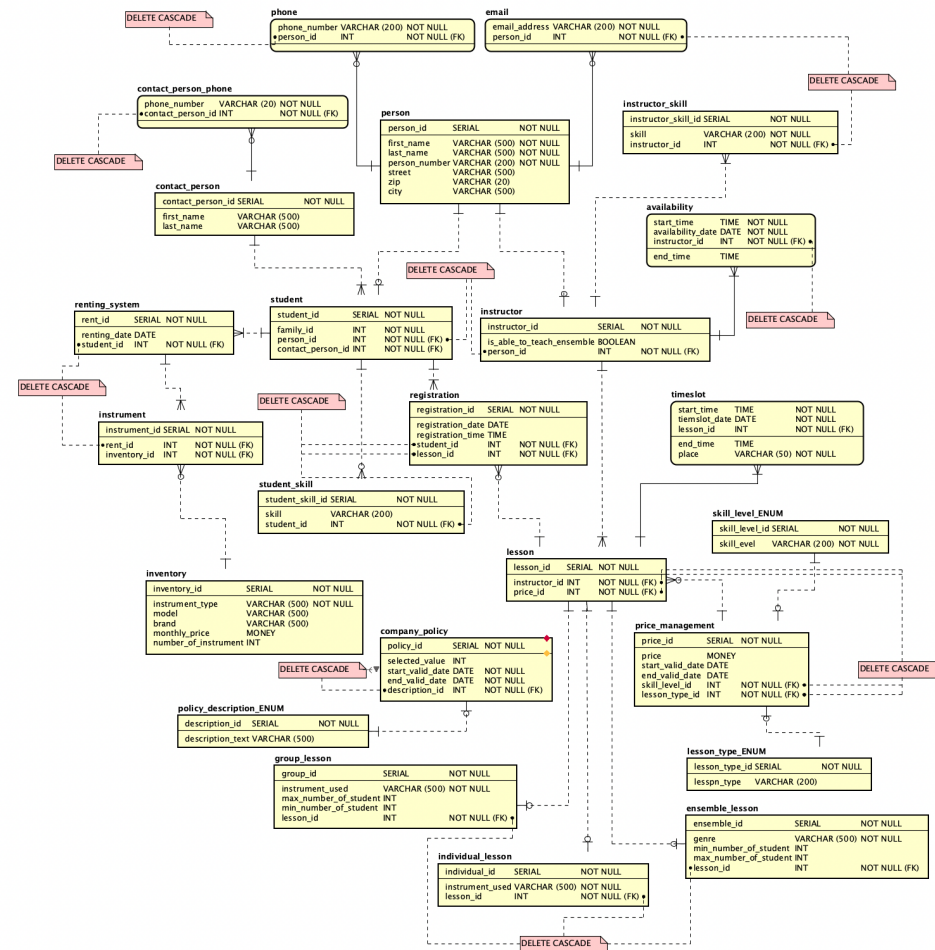 phone
phone_number VARCHAR (200) NOT NULL
person_id INT NOT NULL (FK)
email
email_address VARCHAR (200) NOT NULL
person_id INT NOT NULL (FK)
DELETE CASCADE
DELETE CASCADE
contact_person_phone
phone_number VARCHAR (20) NOT NULL
contact_person_id INT NOT NULL (FK)
DELETE CASCADE
person
person_id SERIAL NOT NULL
first_name VARCHAR (500) NOT NULL
last_name VARCHAR (500) NOT NULL
person_number VARCHAR (200) NOT NULL
street VARCHAR (500)
zip VARCHAR (20)
city VARCHAR (500)
instructor_skill
instructor_skill_id SERIAL NOT NULL
skill VARCHAR (200) NOT NULL
instructor_id INT NOT NULL (FK)
contact_person
contact_person_id SERIAL NOT NULL
first_name VARCHAR (500)
last_name VARCHAR (500)
availability
start_time TIME NOT NULL
availability_date DATE NOT NULL
instructor_id INT NOT NULL (FK)
end_time TIME
DELETE CASCADE
DELETE CASCADE
renting_system
rent_id SERIAL NOT NULL
renting_date DATE
student_id INT NOT NULL (FK)
student
student_id SERIAL NOT NULL
family_id INT NOT NULL
person_id INT NOT NULL (FK)
contact_person_id INT NOT NULL (FK)
instructor
instructor_id SERIAL NOT NULL
is_able_to_teach_ensemble BOOLEAN
person_id INT NOT NULL (FK)
DELETE CASCADE
DELETE CASCADE
instrument
instrument_id SERIAL NOT NULL
rent_id INT NOT NULL (FK)
inventory_id INT NOT NULL (FK)
registration
registration_id SERIAL NOT NULL
registration_date DATE
registration_time TIME
student_id INT NOT NULL (FK)
lesson_id INT NOT NULL (FK)
timeslot
start_time TIME NOT NULL
tiemslot_date DATE NOT NULL
lesson_id INT NOT NULL (FK)
end_time TIME
place VARCHAR (50) NOT NULL
student_skill
student_skill_id SERIAL NOT NULL
skill VARCHAR (200)
student_id INT NOT NULL (FK)
skill_level_ENUM
skill_level_id SERIAL NOT NULL
skill_evel VARCHAR (200) NOT NULL
lesson
lesson_id SERIAL NOT NULL
instructor_id INT NOT NULL (FK)
price_id INT NOT NULL (FK)
inventory
inventory_id SERIAL NOT NULL
instrument_type VARCHAR (500) NOT NULL
model VARCHAR (500)
brand VARCHAR (500)
monthly_price MONEY
number_of_instrument INT
company_policy
policy_id SERIAL NOT NULL
selected_value INT
start_valid_date DATE NOT NULL
end_valid_date DATE NOT NULL
description_id INT NOT NULL (FK)
DELETE CASCADE
price_management
price_id SERIAL NOT NULL
price MONEY
start_valid_date DATE
end_valid_date DATE
skill_level_id INT NOT NULL (FK)
lesson_type_id INT NOT NULL (FK)
DELETE CASCADE
policy_description_ENUM
description_id SERIAL NOT NULL
description_text VARCHAR (500)
lesson_type_ENUM
lesson_type_id SERIAL NOT NULL
lespn_type VARCHAR (200)
group_lesson
group_id SERIAL NOT NULL
instrument_used VARCHAR (500) NOT NULL
max_number_of_student INT
min_number_of_student INT
lesson_id INT NOT NULL (FK)
ensemble_lesson
ensemble_id SERIAL NOT NULL
genre VARCHAR (500) NOT NULL
min_number_of_student INT
max_number_of_student INT
lesson_id INT NOT NULL (FK)
individual_lesson
individual_id SERIAL NOT NULL
instrument_used VARCHAR (500) NOT NULL
lesson_id INT NOT NULL (FK)
DELETE CASCADE